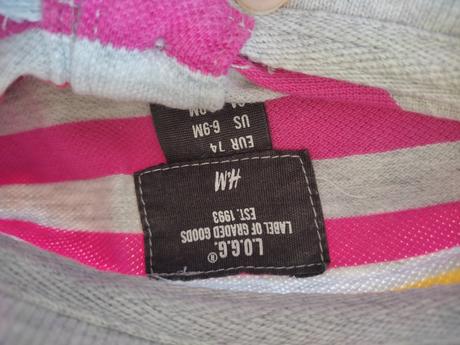 L.O.G.G.®
LABEL OF GRADED GOODS
EST. 1993
H&M
EUR 74
US 6-9M